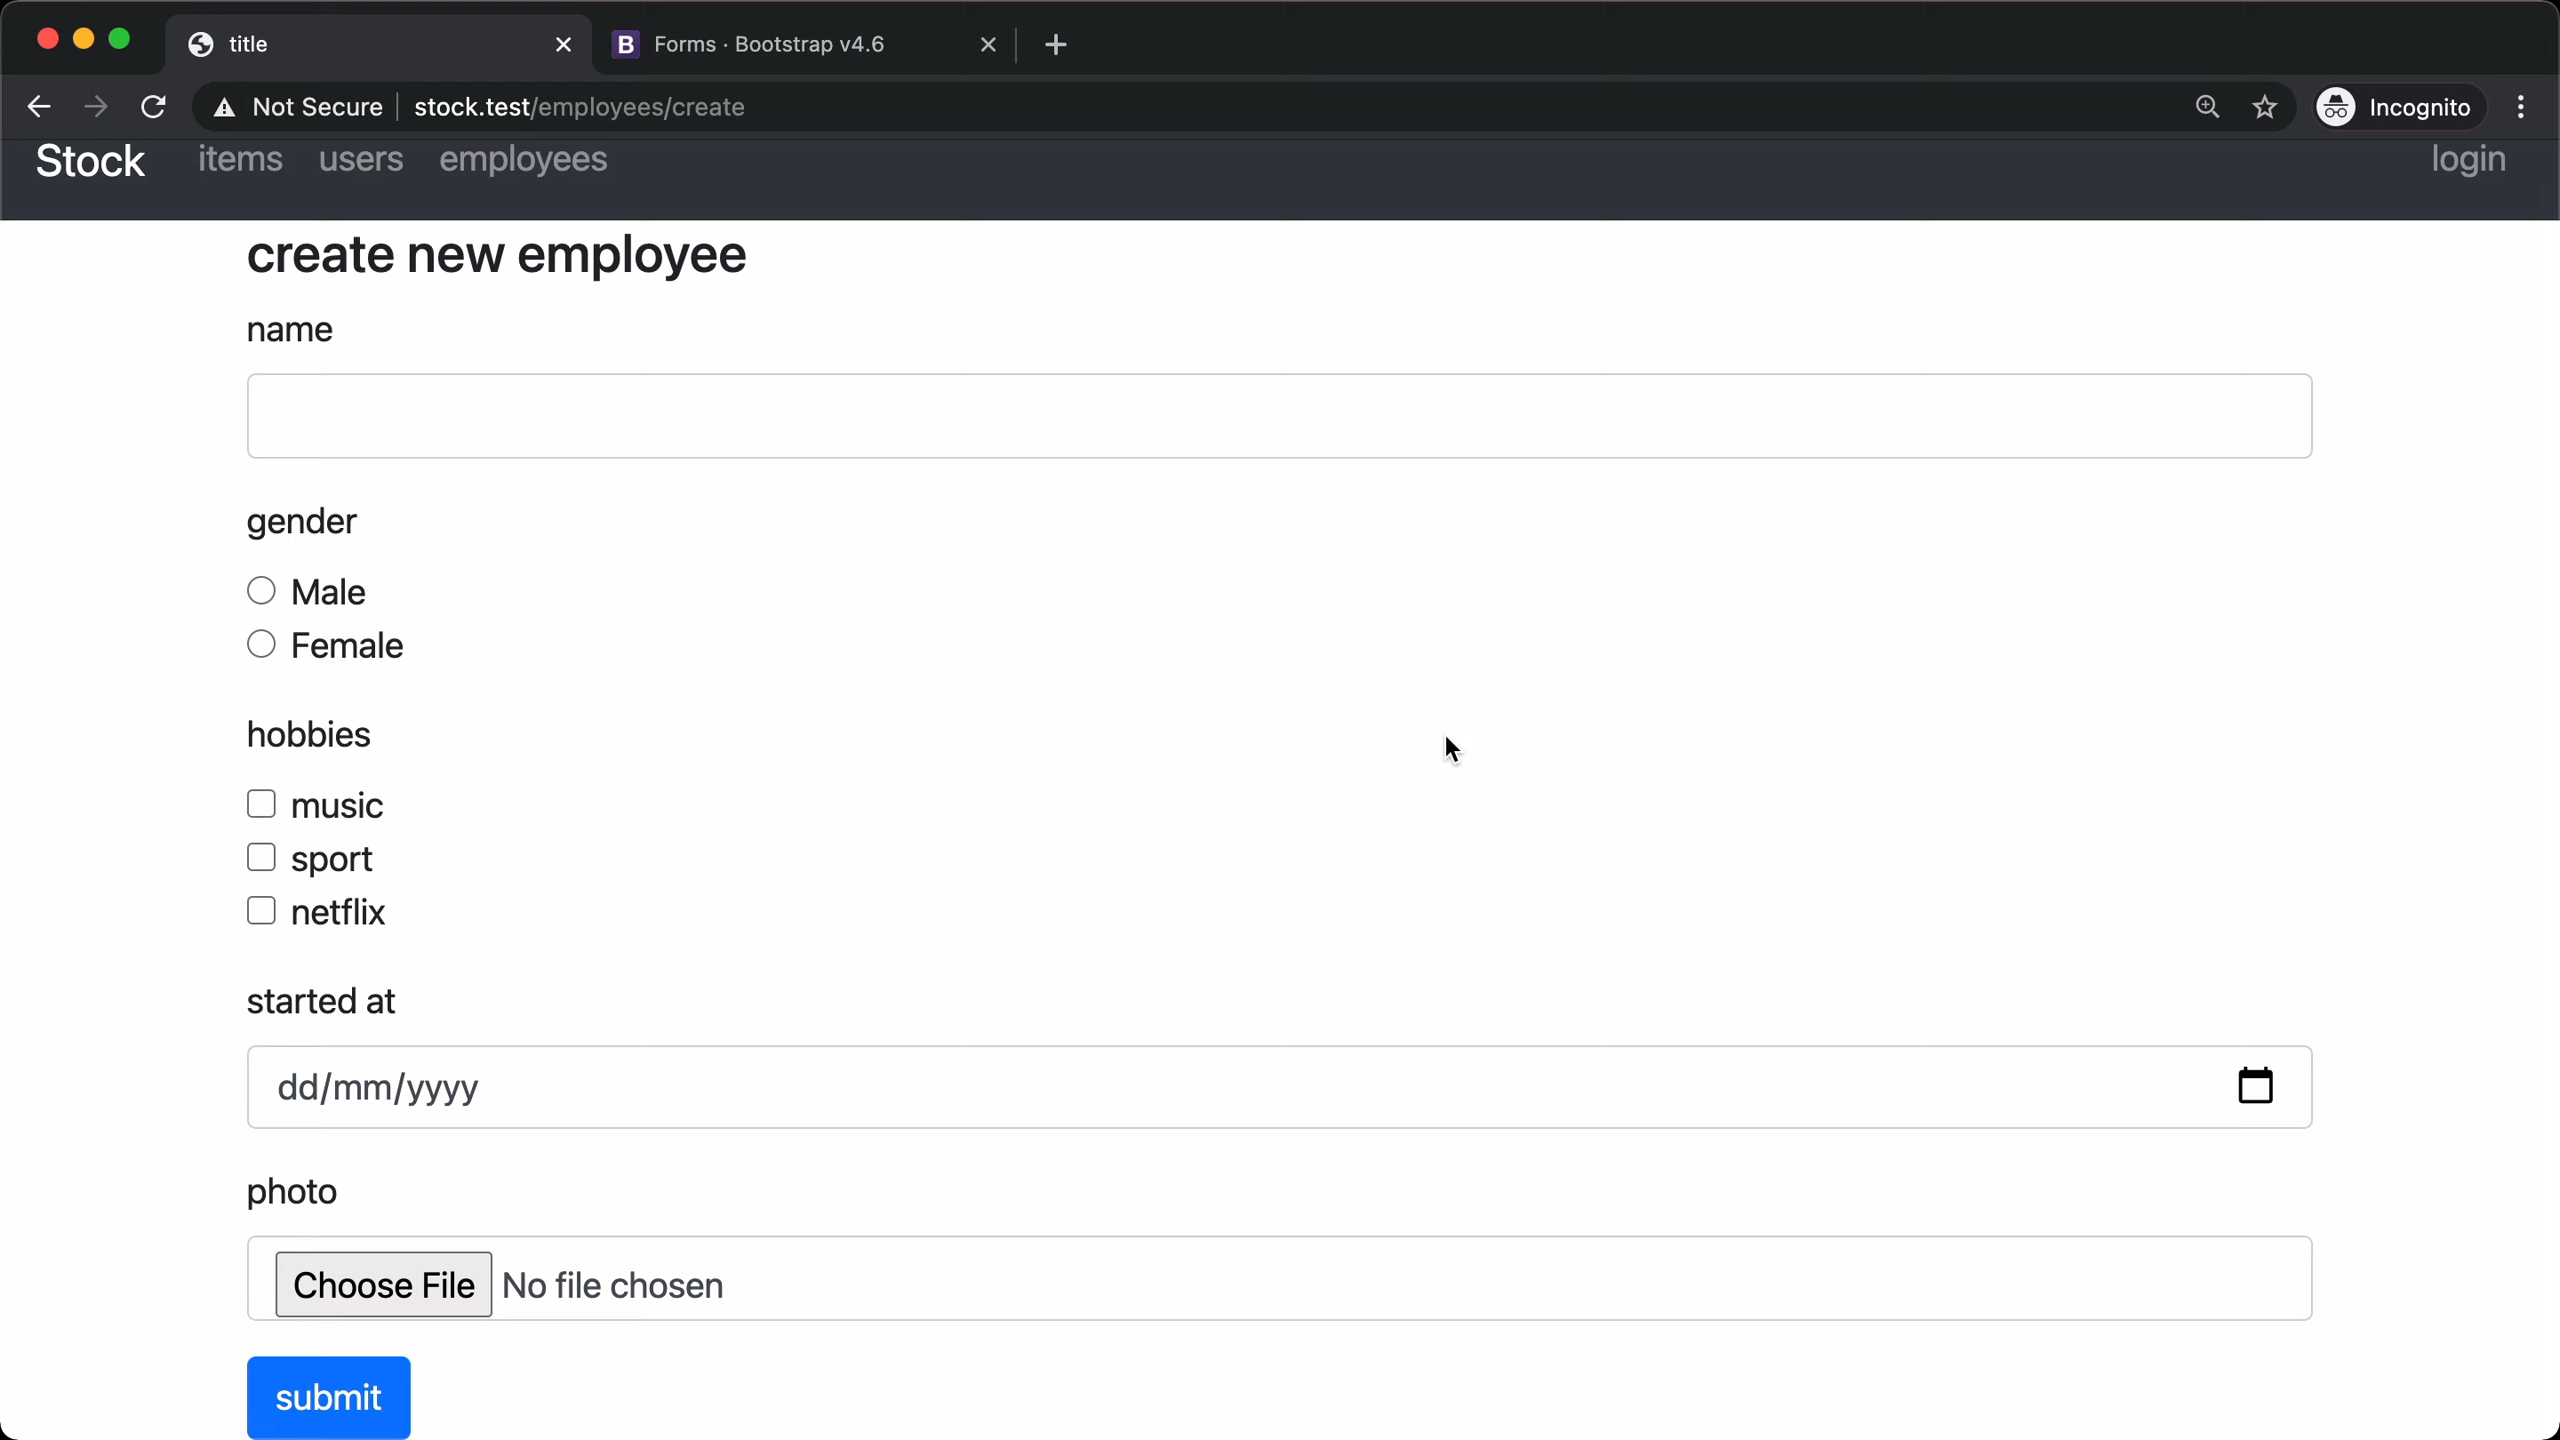 title
B Forms · Bootstrap v4.6
Not Secure stock.test/employees/create
Incognito
Stock items users employees login
create new employee
name
gender
Male
Female
hobbies
music
sport
netflix
started at
dd/mm/yyyy
photo
Choose File No file chosen
submit